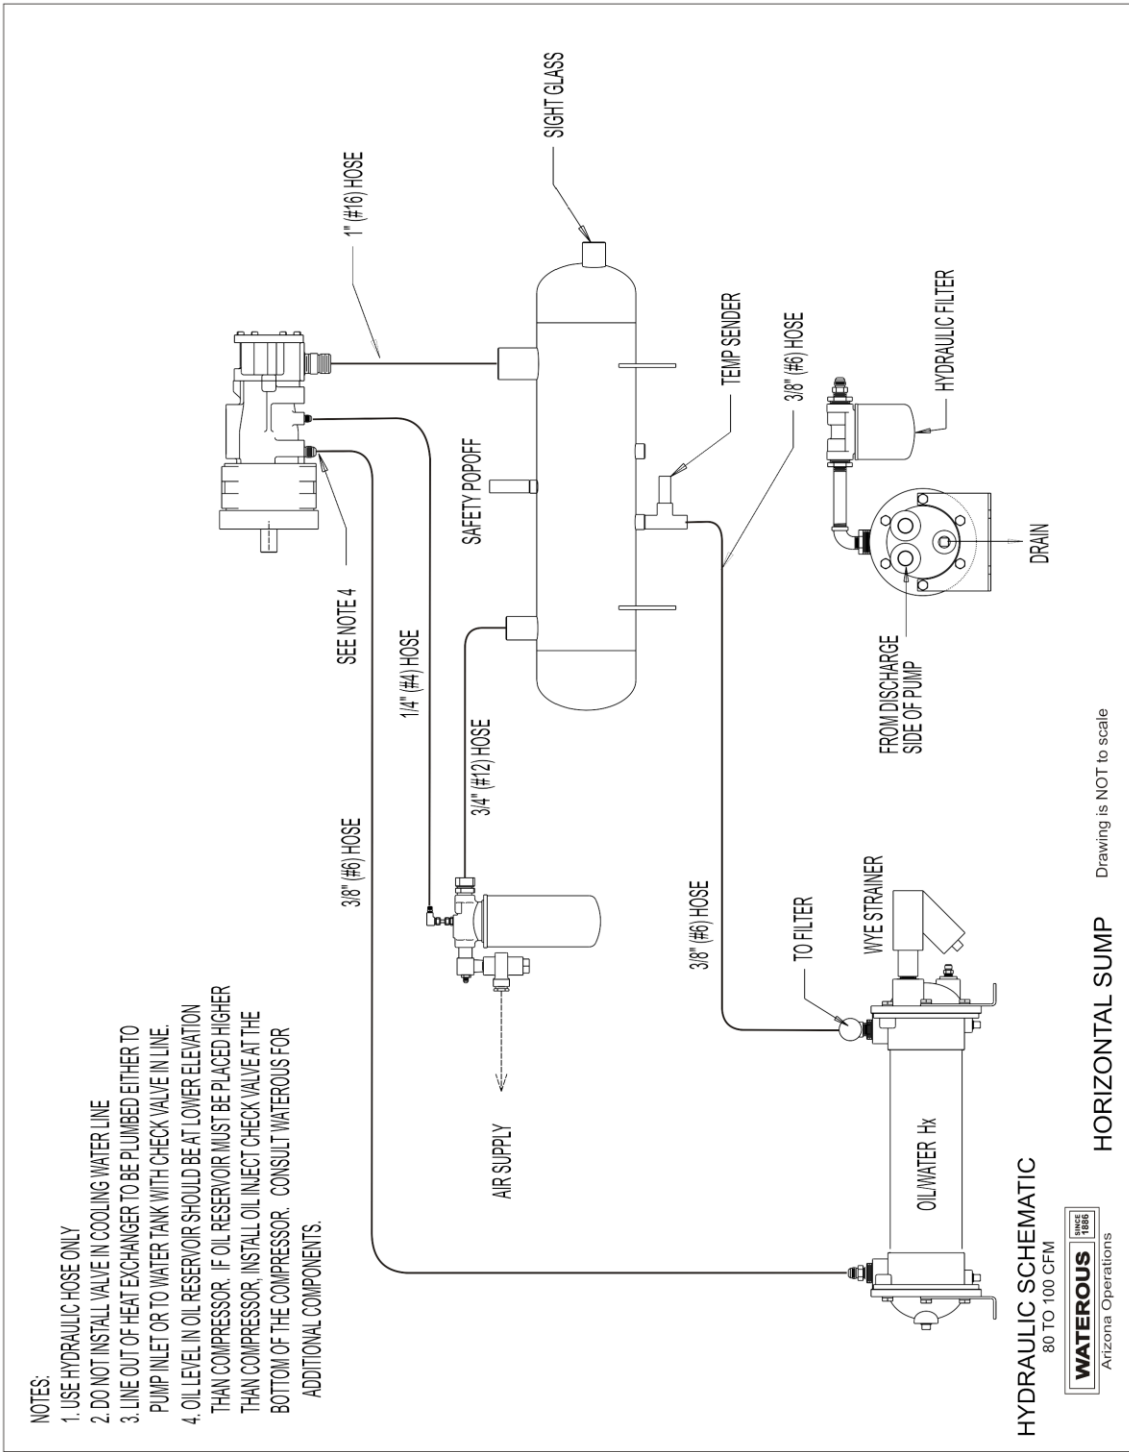 NOTES:
1. USE HYDRAULIC HOSE ONLY
2. DO NOT INSTALL VALVE IN COOLING WATER LINE
3. LINE OUT OF HEAT EXCHANGER TO BE PLUMBED EITHER TO
PUMP INLET OR TO WATER TANK WITH CHECK VALVE IN LINE.
4. OIL LEVEL IN OIL RESERVOIR SHOULD BE AT LOWER ELEVATION
THAN COMPRESSOR. IF OIL RESERVOIR MUST BE PLACED HIGHER
THAN COMPRESSOR, INSTALL OIL INJECT CHECK VALVE AT THE
BOTTOM OF THE COMPRESSOR. CONSULT WATEROUS FOR
ADDITIONAL COMPONENTS.
SEE NOTE 4
1" (#16) HOSE
3/8" (#6) HOSE
1/4" (#4) HOSE
SAFETY POPOFF
3/4" (#12) HOSE
SIGHT GLASS
AIR SUPPLY
TEMP SENDER
3/8" (#6) HOSE
3/8" (#6) HOSE
TO FILTER
WYE STRAINER
OIL/WATER Hx
FROM DISCHARGE
SIDE OF PUMP
HYDRAULIC FILTER
DRAIN
HYDRAULIC SCHEMATIC
80 TO 100 CFM
WATEROUS
SINCE
1886
Arizona Operations
HORIZONTAL SUMP
Drawing is NOT to scale